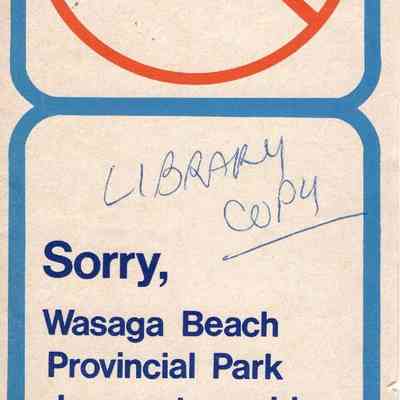 LIBRARY
COPY
Sorry,
Wasaga Beach
Provincial Park